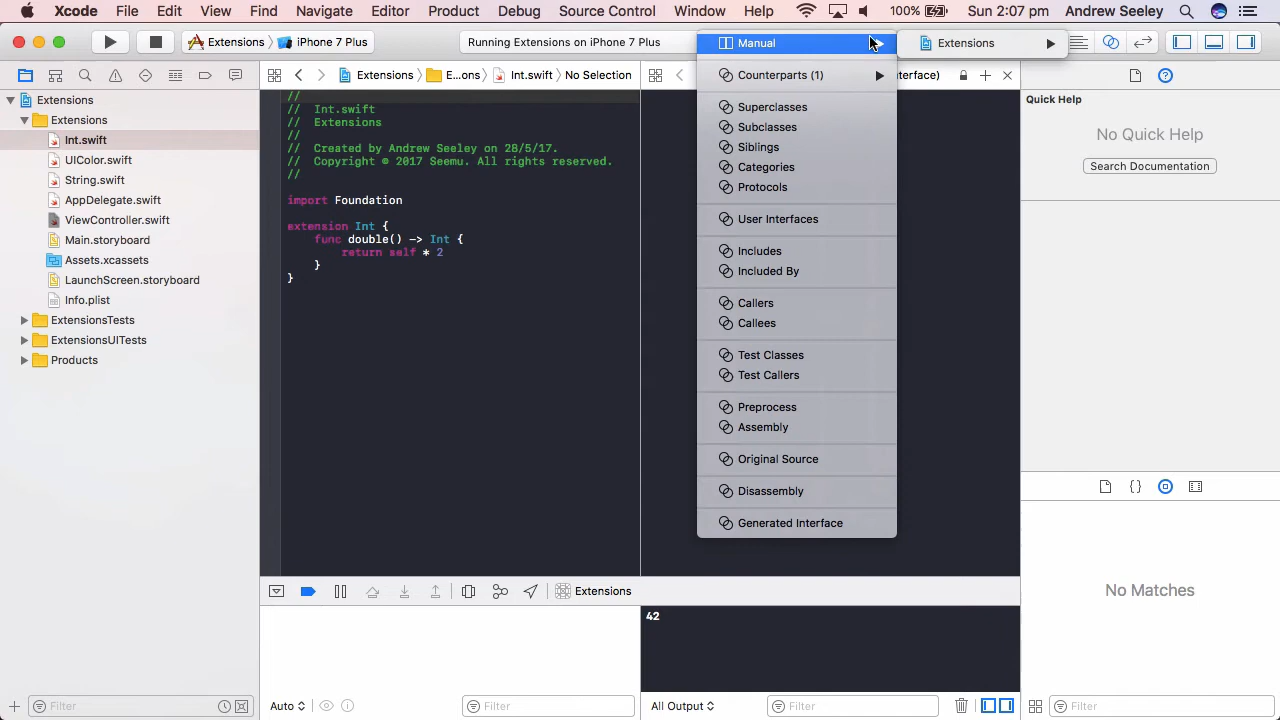 Xcode File Edit View Find Navigate Editor Product Debug Source Control Window Help 100% Sun 2:07 pm Andrew Seeley
Extensions iPhone 7 Plus Running Extensions on iPhone 7 Plus
Manual
Extensions
Extensions E...ons Int.swift No Selection
terface)
Counterparts (1)
Superclasses
Subclasses
Siblings
Categories
Protocols
User Interfaces
Includes
Included By
Callers
Callees
Test Classes
Test Callers
Preprocess
Assembly
Original Source
Disassembly
Generated Interface
Extensions
Extensions
Int.swift
UIColor.swift
String.swift
AppDelegate.swift
ViewController.swift
Main.storyboard
Assets.xcassets
LaunchScreen.storyboard
Info.plist
ExtensionsTests
ExtensionsUITests
Products
//
// Int.swift
// Extensions
//
// Created by Andrew Seeley on 28/5/17.
// Copyright © 2017 Seemu. All rights reserved.
//
import Foundation
extension Int {
func double() -> Int {
return self * 2
}
}
Quick Help
No Quick Help
Search Documentation
No Matches
Extensions
42
Filter
Auto
Filter
All Output
Filter
Filter